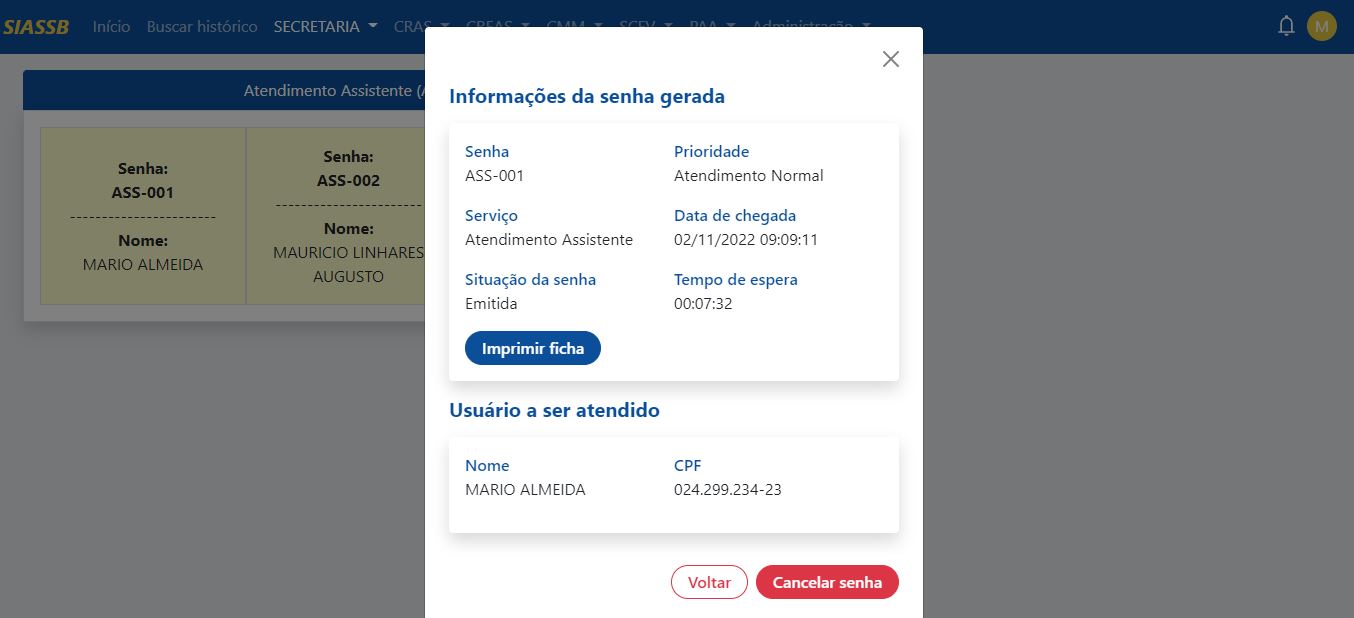 SIASSB Início Buscar histórico SECRETARIA CRAS CREAS CMM SCFV PAA Administração M
Atendimento Assistente (A
Senha:
ASS-001
---------------------
Nome:
MARIO ALMEIDA
Senha:
ASS-002
---------------------
Nome:
MAURICIO LINHARES
AUGUSTO
Informações da senha gerada
Senha Prioridade
ASS-001 Atendimento Normal
Serviço Data de chegada
Atendimento Assistente 02/11/2022 09:09:11
Situação da senha Tempo de espera
Emitida 00:07:32
Imprimir ficha
Usuário a ser atendido
Nome CPF
MARIO ALMEIDA 024.299.234-23
Voltar Cancelar senha